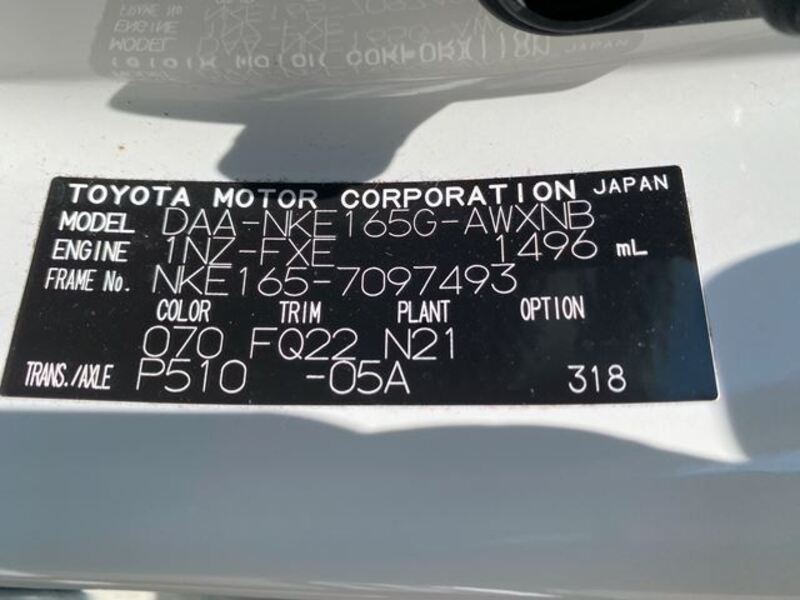 TOYOTA MOTOR CORPORATION JAPAN
MODEL DAA-NKE165G-AWXNB
ENGINE 1NZ-FXE 1496 mL
FRAME No. NKE165-7097493
COLOR TRIM PLANT OPTION
070 FQ22 N21
TRANS./AXLE P510 -05A 318